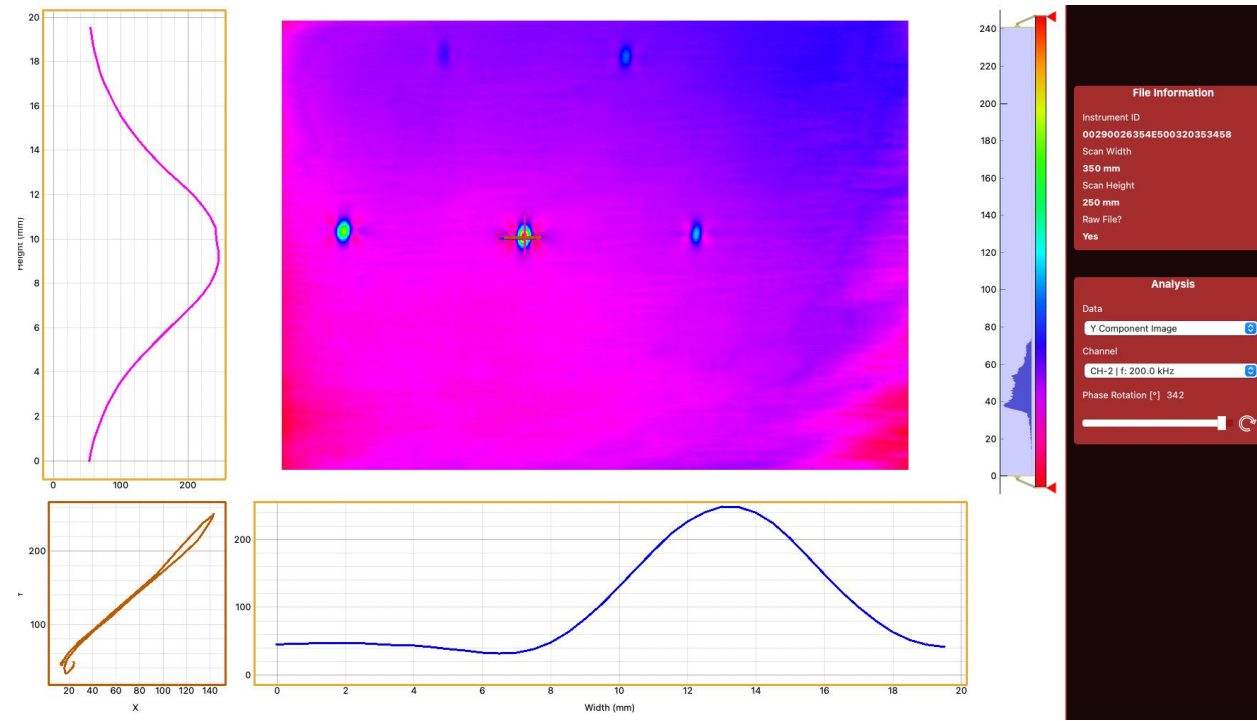 20
18
16
14
12
10
8
6
4
2
0
Height (mm)
0 100 200
240
220
200
180
160
140
120
100
80
60
40
20
0
File Information
Instrument ID
00290026354E500320353458
Scan Width
350 mm
Scan Height
250 mm
Raw File?
Yes
Analysis
Data
Y Component Image
Channel
CH-2 | f: 200.0 kHz
Phase Rotation [°] 342
200
100
20 40 60 80 100 120 140
X
200
100
0
0 2 4 6 8 10 12 14 16 18 20
Width (mm)